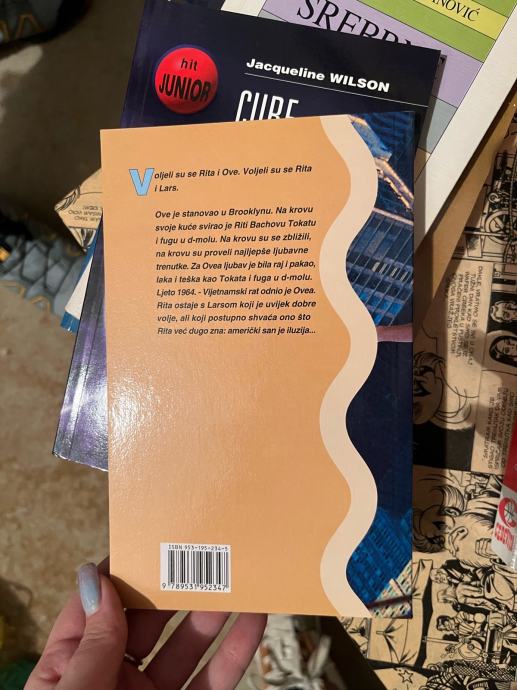 ANOVIĆ
SREBR
hit
JUNIOR
Jacqueline WILSON
CURE
Voljeli su se Rita i Ove. Voljeli su se Rita
i Lars.
Ove je stanovao u Brooklynu. Na krovu
svoje kuće svirao je Riti Bachovu Tokatu
i fugu u d-molu. Na krovu su se zbližili,
na krovu su proveli najljepše ljubavne
trenutke. Za Ovea ljubav je bila raj i pakao,
laka i teška kao Tokata i fuga u d-molu.
Ljeto 1964. - Vijetnamski rat odnio je Ovea.
Rita ostaje s Larsom koji je uvijek dobre
volje, ali koji postupno shvaća ono što
Rita već dugo zna: američki san je iluzija...
ISBN 953-195-234-5
9 789531 952347